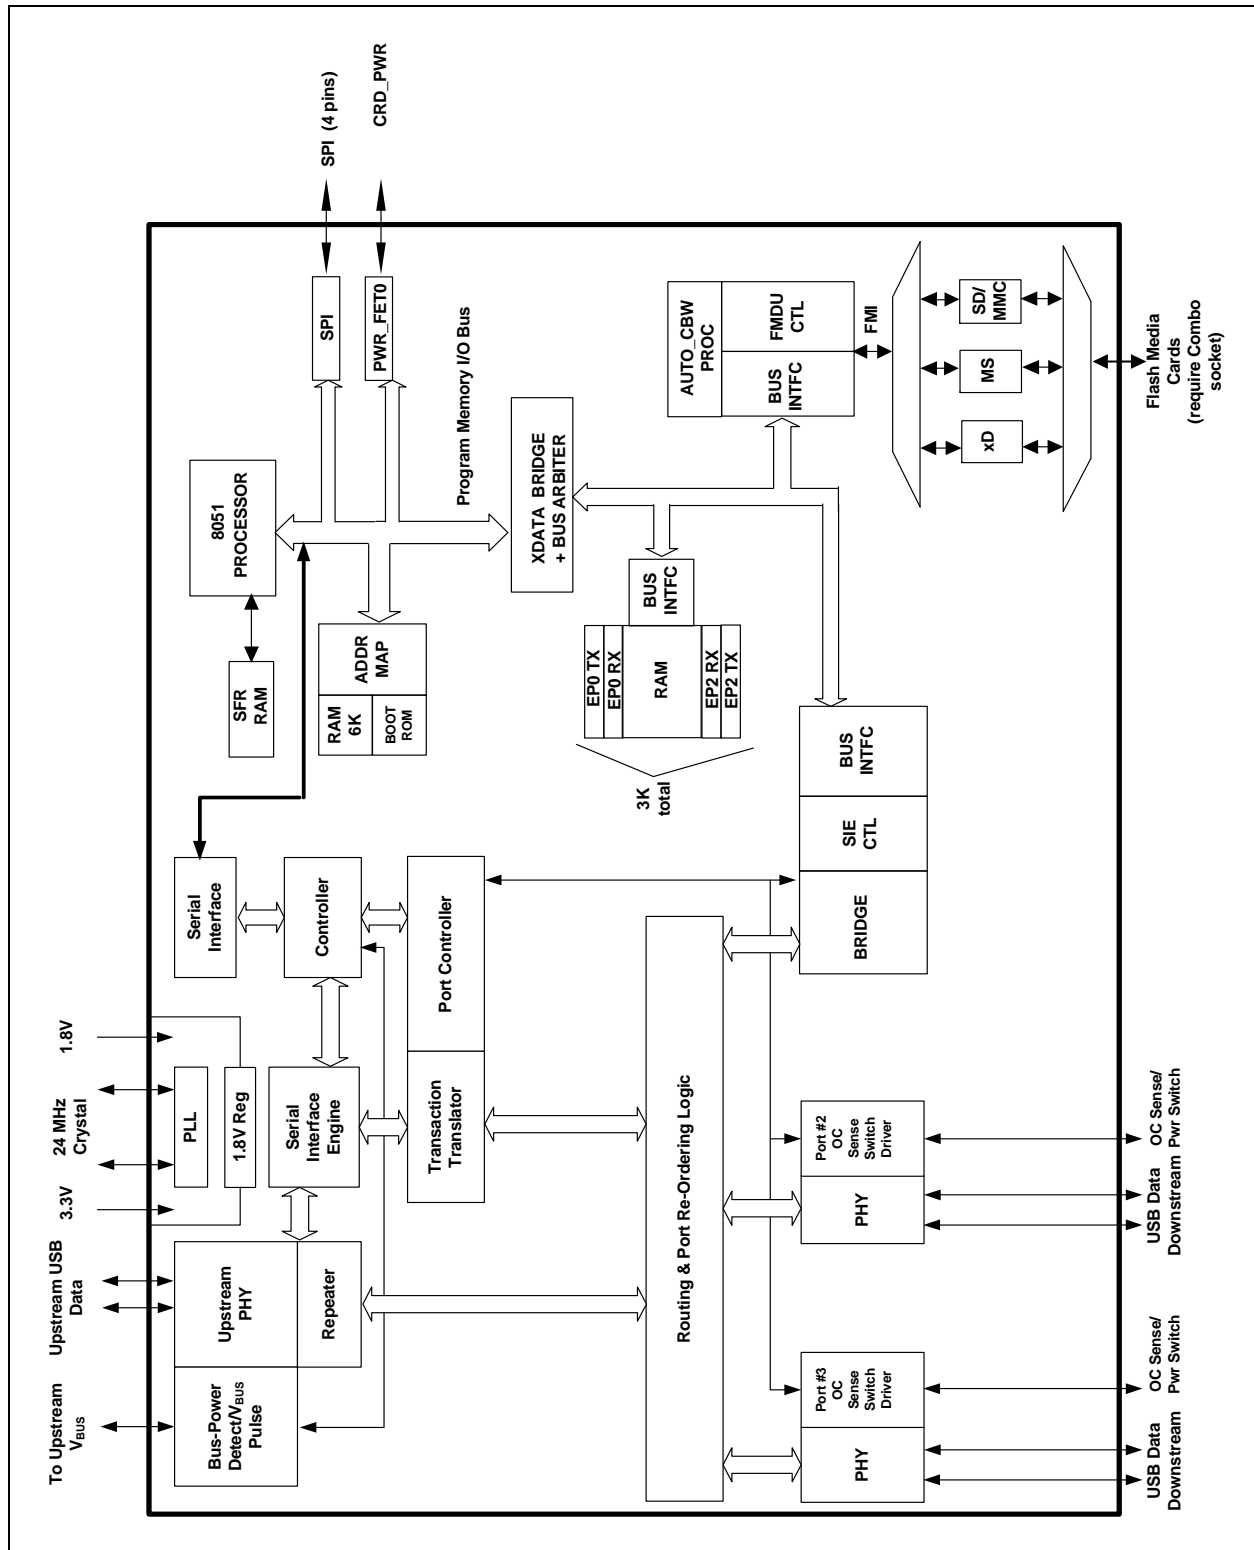 To Upstream
VBUS
Upstream USB
Data
3.3V
24 MHz
Crystal
1.8V
SPI (4 pins)
CRD_PWR
Bus-Power
Detect/VBUS
Pulse
Upstream
PHY
Repeater
PLL
1.8V Reg
Serial
Interface
Engine
Serial
Interface
Controller
Transaction
Translator
Port Controller
SFR
RAM
8051
PROCESSOR
SPI
PWR_FET0
RAM
6K
BOOT
ROM
ADDR
MAP
Program Memory I/O Bus
XDATA BRIDGE
+ BUS ARBITER
3K
total
EP0 TX
EP0 RX
RAM
EP2 RX
EP2 TX
BUS
INTFC
AUTO_CBW
PROC
BUS
INTFC
FMDU
CTL
FMI
Routing & Port Re-Ordering Logic
BRIDGE
SIE
CTL
BUS
INTFC
xD
MS
SD/
MMC
PHY
Port #3
OC
Sense
Switch
Driver
PHY
Port #2
OC
Sense
Switch
Driver
USB Data
Downstream
OC Sense/
Pwr Switch
USB Data
Downstream
OC Sense/
Pwr Switch
Flash Media
Cards
(require Combo
socket)